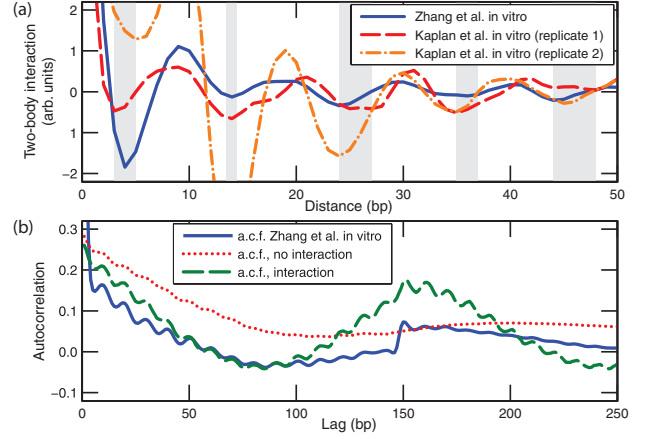 (a)
Two-body interaction
(arb. units)
2
1
0
1
−2
Zhang et al. in vitro
Kaplan et al. in vitro (replicate 1)
Kaplan et al. in vitro (replicate 2)
0 10 20 30 40 50
Distance (bp)
(b)
Autocorrelation
0.3
0.2
0.1
0.0
−0.1
a.c.f. Zhang et al. in vitro
a.c.f., no interaction
a.c.f., interaction
0 50 100 150 200 250
Lag (bp)